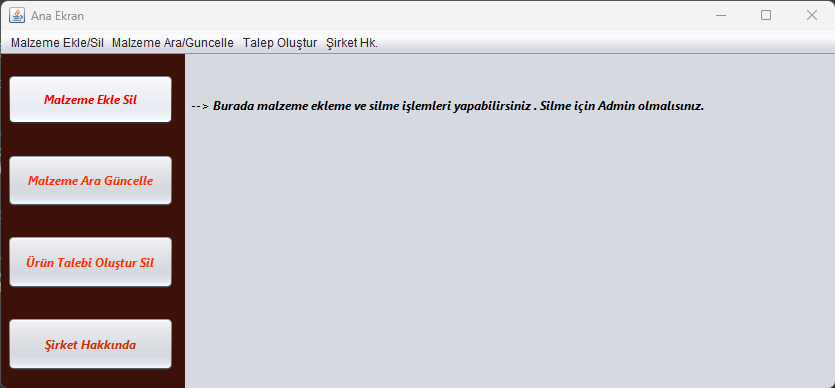 Ana Ekran
Malzeme Ekle/Sil Malzeme Ara/Guncelle Talep Oluştur Şirket Hk.
Malzeme Ekle Sil
--> Burada malzeme ekleme ve silme işlemleri yapabilirsiniz . Silme için Admin olmalısınız.
Malzeme Ara Güncelle
Ürün Talebi Oluştur Sil
Şirket Hakkında